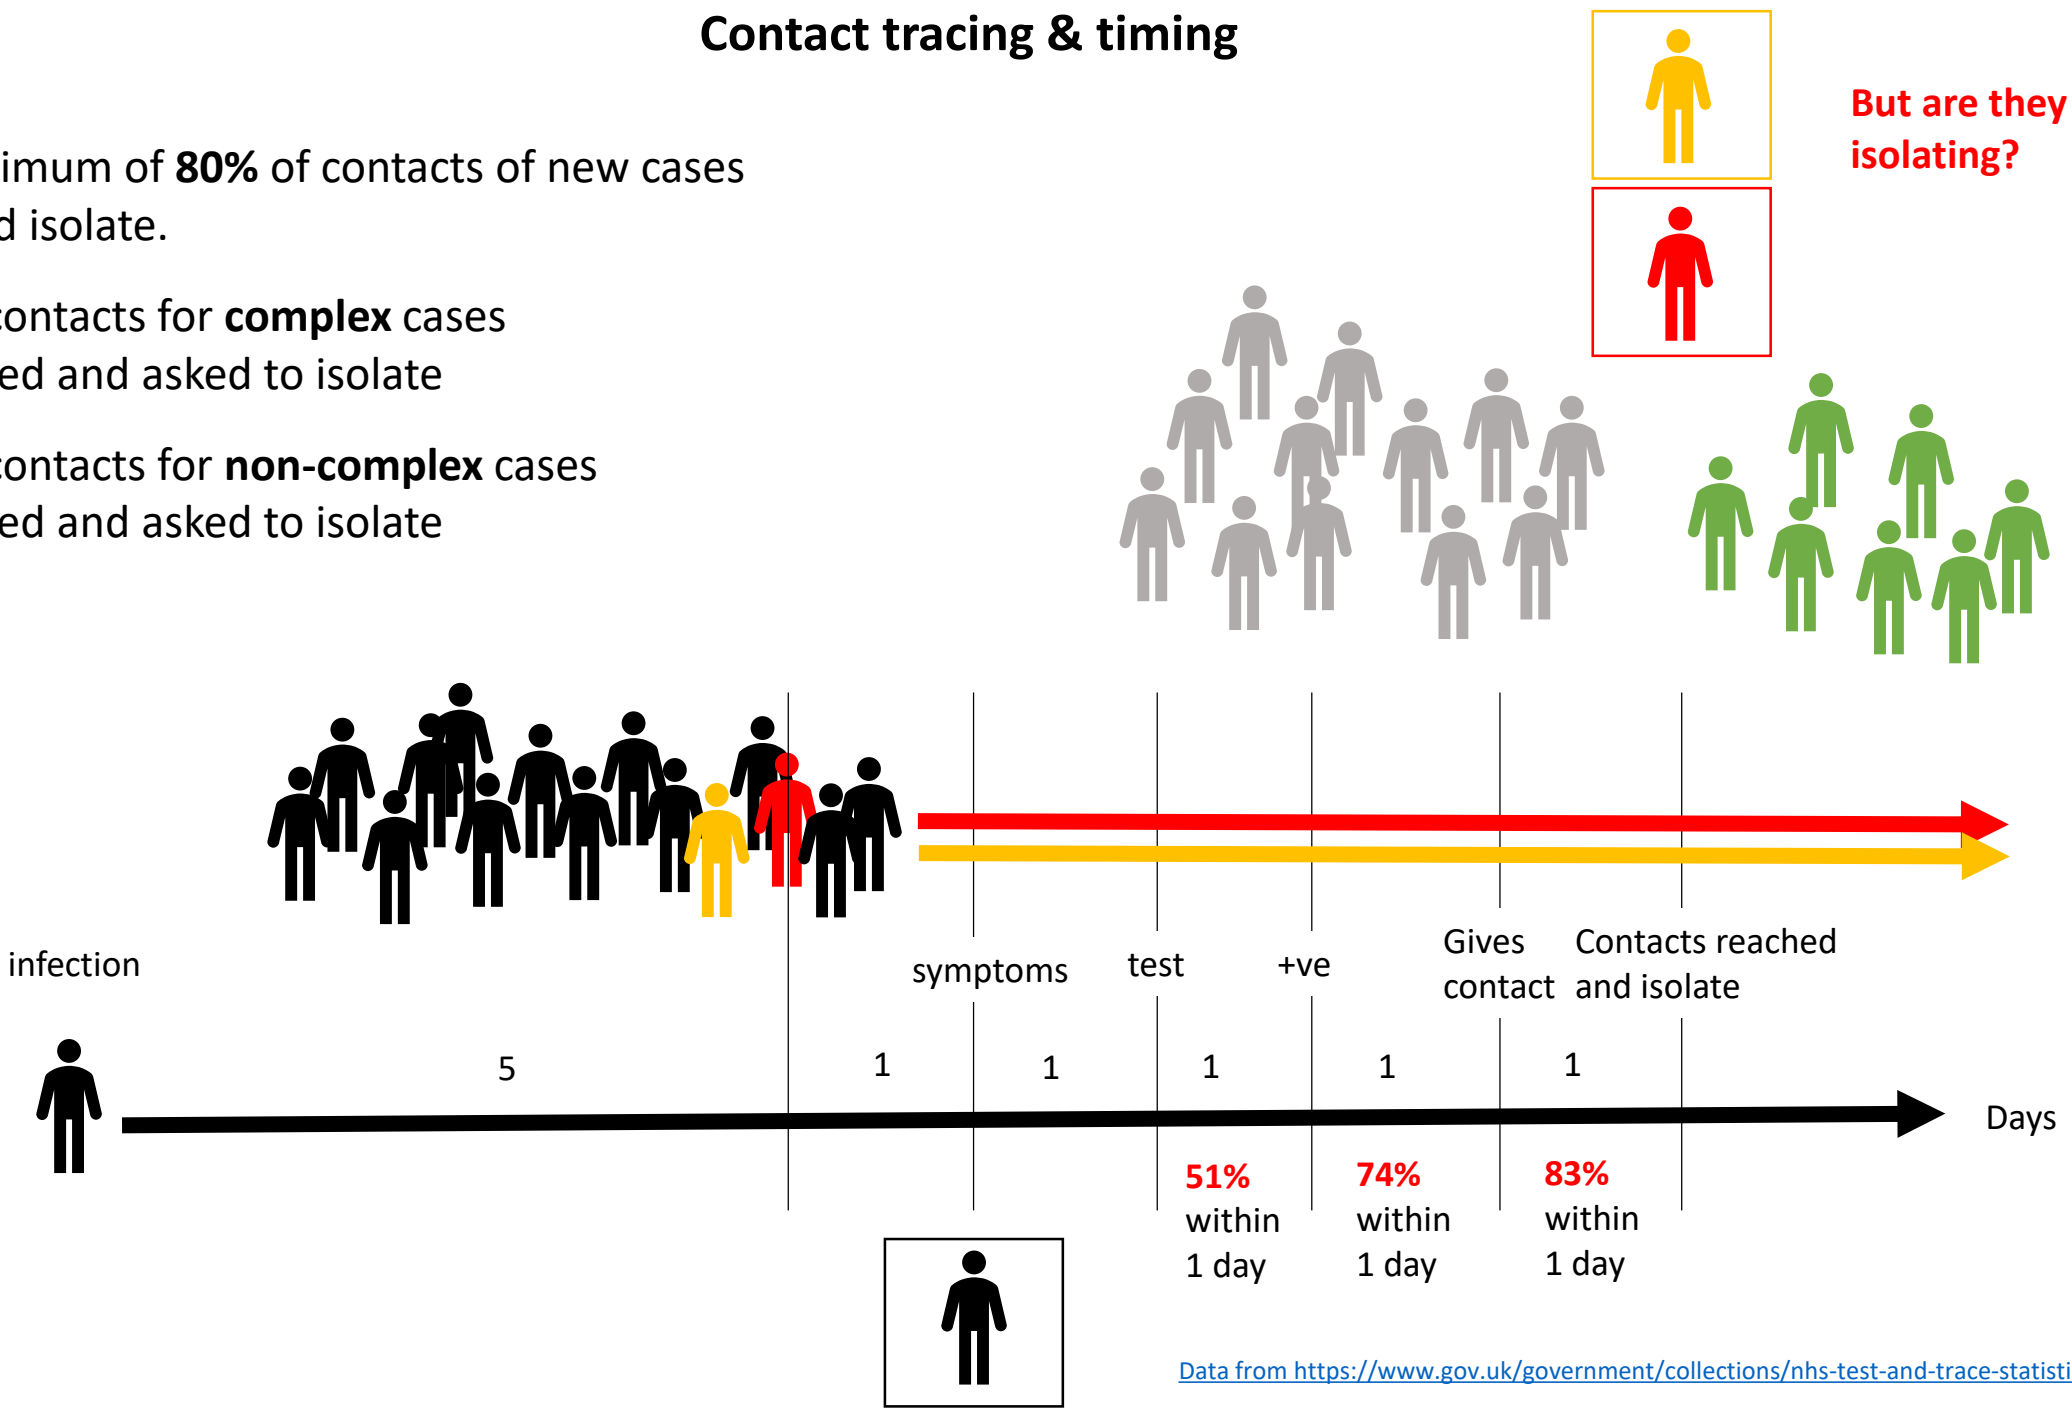 Contact tracing & timing
But are they
isolating?
of 80% of contacts of new cases
isolate.
contacts for complex cases
and asked to isolate
contacts for non-complex cases
and asked to isolate
infection
symptoms
test
+ve
Gives
contact
Contacts reached
and isolate
5
1
1
1
1
1
Days
51%
within
1 day
74%
within
1 day
83%
within
1 day
Data from https://www.gov.uk/government/collections/nhs-test-and-trace-statisti